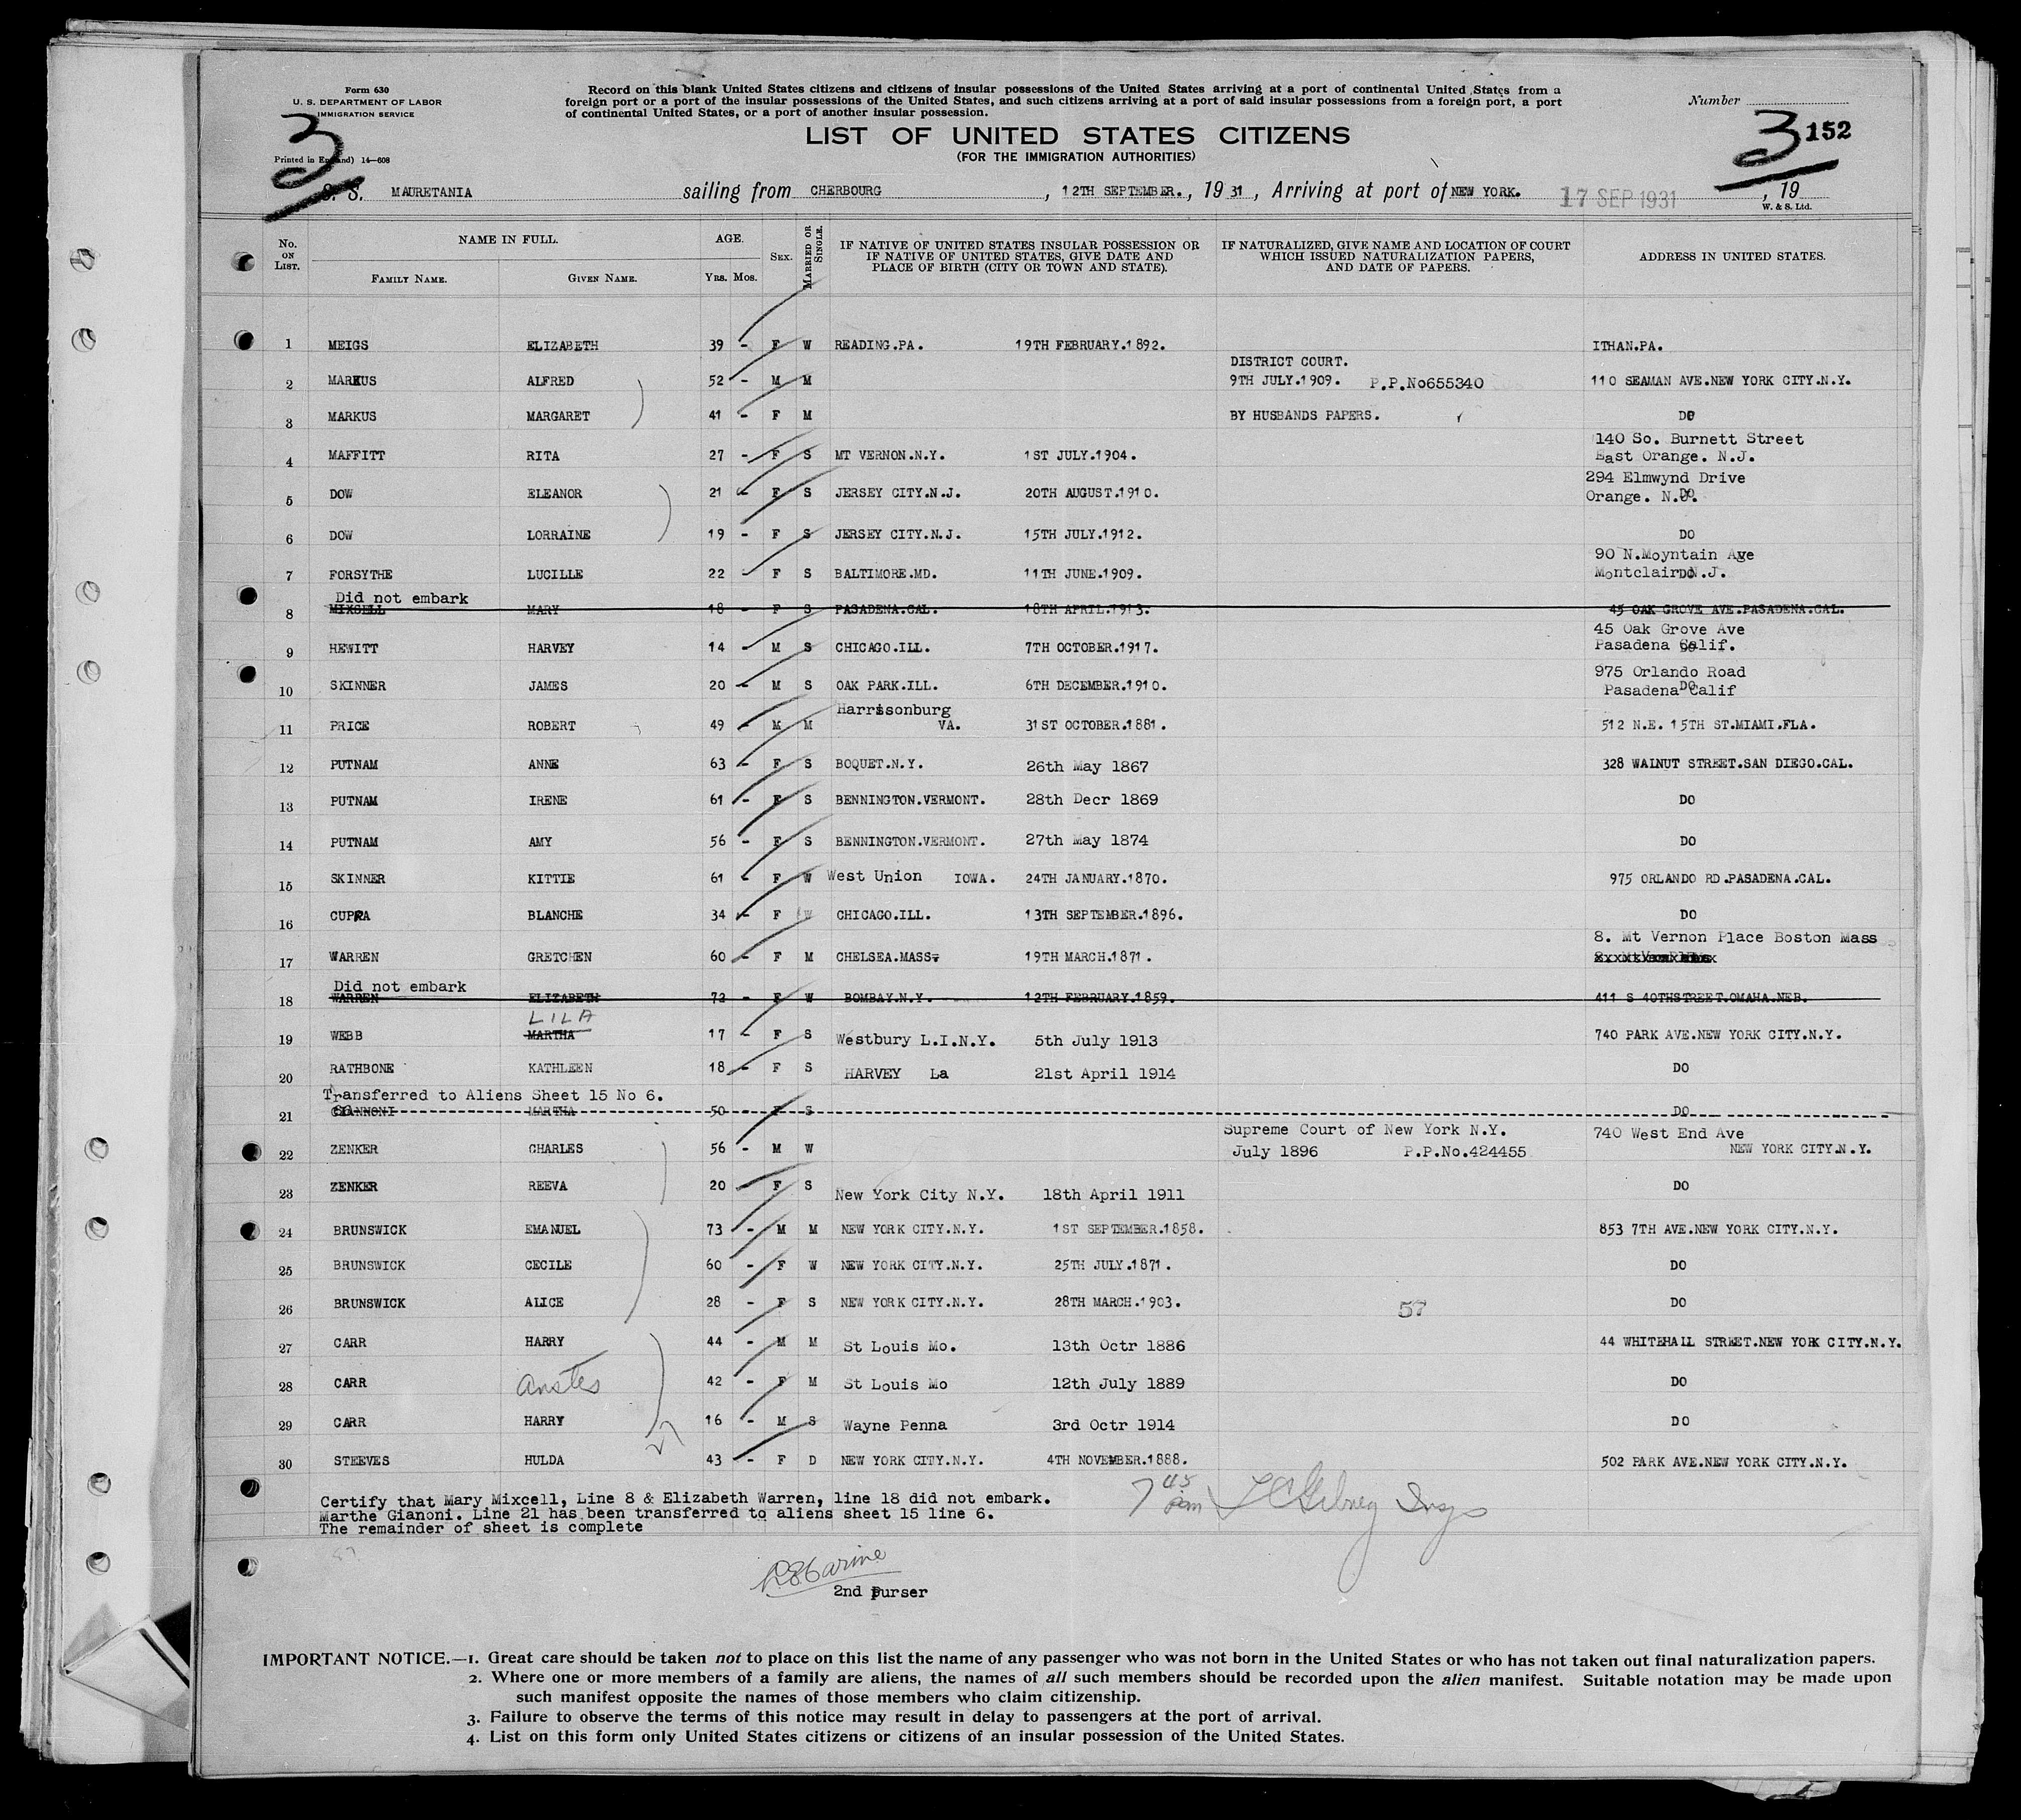 Form 630
U. S. DEPARTMENT OF LABOR
IMMIGRATION SERVICE
Printed in England) 14—608
Record on this blank United States citizens and citizens of insular possessions of the United States arriving at a port of continental United States from a
foreign port or a port of the insular possessions of the United States, and such citizens arriving at a port of said insular possessions from a foreign port, a port
of continental United States, or a port of another insular possession.
Number
3 3 152
LIST OF UNITED STATES CITIZENS
(FOR THE IMMIGRATION AUTHORITIES)
S. S. MAURETANIA sailing from CHERBOURG , 12TH SEPTEMBER., 1931, Arriving at port of NEW YORK. 17 SEP 1931 , 19
W. & S. Ltd.
No. ON LIST. NAME IN FULL. AGE. SEX. MARRIED OR SINGLE. IF NATIVE OF UNITED STATES INSULAR POSSESSION OR IF NATIVE OF UNITED STATES, GIVE DATE AND PLACE OF BIRTH (CITY OR TOWN AND STATE). IF NATURALIZED, GIVE NAME AND LOCATION OF COURT WHICH ISSUED NATURALIZATION PAPERS, AND DATE OF PAPERS. ADDRESS IN UNITED STATES.
FAMILY NAME. GIVEN NAME. YRS. MOS.
1 MEIGS ELIZABETH 39 - F W READING.PA. 19TH FEBRUARY.1892. ITHAN.PA.
DISTRICT COURT.
2 MARKUS ALFRED 52 - M M 9TH JULY.1909. P.P.No655340 110 SEAMAN AVE.NEW YORK CITY.N.Y.
3 MARKUS MARGARET 41 - F M BY HUSBANDS PAPERS. DO
140 So. Burnett Street
4 MAFFITT RITA 27 - F S MT VERNON.N.Y. 1ST JULY.1904. East Orange. N.J.
294 Elmwynd Drive
5 DOW ELEANOR 21 - F S JERSEY CITY.N.J. 20TH AUGUST.1910. Orange. N.J. DO
6 DOW LORRAINE 19 - F S JERSEY CITY.N.J. 15TH JULY.1912. DO
90 N.Moyntain Ave
7 FORSYTHE LUCILLE 22 - F S BALTIMORE.MD. 11TH JUNE.1909. Montclair N.J. DO
Did not embark
8 MIXCELL MARY 18 - F S PASADENA.CAL. 18TH APRIL.1913. 45 OAK GROVE AVE.PASADENA.CAL.
45 Oak Grove Ave
9 HEWITT HARVEY 14 - M S CHICAGO.ILL. 7TH OCTOBER.1917. Pasadena Calif. DO
975 Orlando Road
10 SKINNER JAMES 20 - M S OAK PARK.ILL. 6TH DECEMBER.1910. Pasadena Calif DO
Harrisonburg
11 PRICE ROBERT 49 - M M VA. 31ST OCTOBER.1881. 512 N.E. 15TH ST.MIAMI.FLA.
12 PUTNAM ANNE 63 - F S BOQUET.N.Y. 26th May 1867 328 WALNUT STREET.SAN DIEGO.CAL.
13 PUTNAM IRENE 61 - F S BENNINGTON.VERMONT. 28th Decr 1869 DO
14 PUTNAM AMY 56 - F S BENNINGTON.VERMONT. 27th May 1874 DO
15 SKINNER KITTIE 61 - F W West Union IOWA. 24TH JANUARY.1870. 975 ORLANDO RD.PASADENA.CAL.
16 CUPRA BLANCHE 34 - F W CHICAGO.ILL. 13TH SEPTEMBER.1896. DO
8. Mt Vernon Place Boston Mass
17 WARREN GRETCHEN 60 - F M CHELSEA.MASS. 19TH MARCH.1871.
Did not embark
18 WARREN ELIZABETH 72 - F W BOMBAY.N.Y. 12TH FEBRUARY.1859. 411 S 40THSTREET.OMAHA.NEB.
LILA
19 WEBB MARTHA 17 - F S Westbury L.I.N.Y. 5th July 1913 740 PARK AVE.NEW YORK CITY.N.Y.
20 RATHBONE KATHLEEN 18 - F S HARVEY La 21st April 1914 DO
Transferred to Aliens Sheet 15 No 6.
21 GIANNONI MARTHA 50 - F S DO
Supreme Court of New York N.Y. 740 West End Ave
22 ZENKER CHARLES 56 - M W July 1896 P.P.No.424455 NEW YORK CITY.N.Y.
23 ZENKER REEVA 20 F S New York City N.Y. 18th April 1911 DO
24 BRUNSWICK EMANUEL 73 - M M NEW YORK CITY.N.Y. 1ST SEPTEMBER.1858. 853 7TH AVE.NEW YORK CITY.N.Y.
25 BRUNSWICK CECILE 60 - F W NEW YORK CITY.N.Y. 25TH JULY.1871. DO
26 BRUNSWICK ALICE 28 - F S NEW YORK CITY.N.Y. 28TH MARCH.1903. 57 DO
27 CARR HARRY 44 - M M St Louis Mo. 13th Octr 1886 44 WHITEHALL STREET.NEW YORK CITY.N.Y.
28 CARR 42 - F M St Louis Mo 12th July 1889 DO
29 CARR HARRY 16 - M S Wayne Penna 3rd Octr 1914 DO
30 STEEVES HULDA 43 - F D NEW YORK CITY.N.Y. 4TH NOVEMBER.1888. 502 PARK AVE.NEW YORK CITY.N.Y.
Certify that Mary Mixcell, Line 8 & Elizabeth Warren, line 18 did not embark.
Marthe Gianoni. Line 21 has been transferred to aliens sheet 15 line 6.
The remainder of sheet is complete
7 45 pm
2nd Purser
IMPORTANT NOTICE.—1. Great care should be taken not to place on this list the name of any passenger who was not born in the United States or who has not taken out final naturalization papers.
2. Where one or more members of a family are aliens, the names of all such members should be recorded upon the alien manifest. Suitable notation may be made upon
such manifest opposite the names of those members who claim citizenship.
3. Failure to observe the terms of this notice may result in delay to passengers at the port of arrival.
4. List on this form only United States citizens or citizens of an insular possession of the United States.